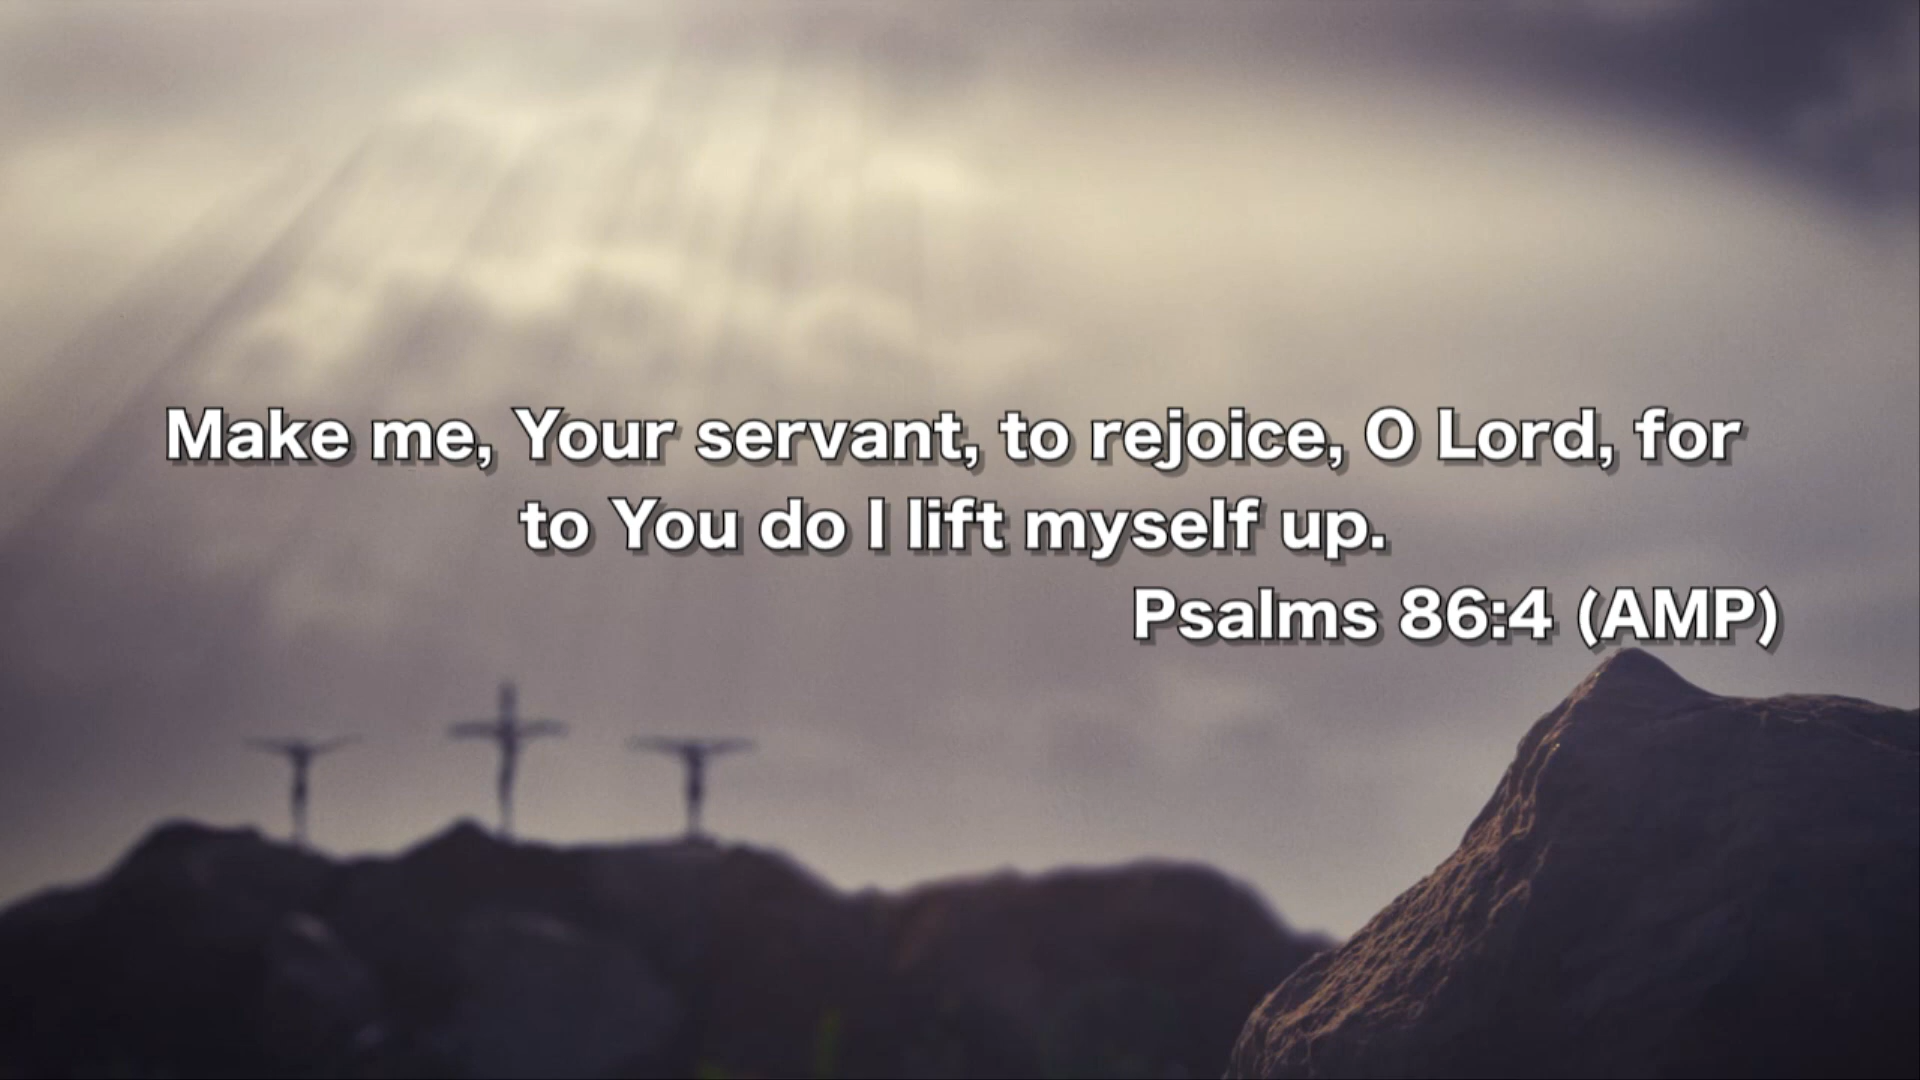 Make me, Your servant, to rejoice, O Lord, for
to You do I lift myself up.
Psalms 86:4 (AMP)